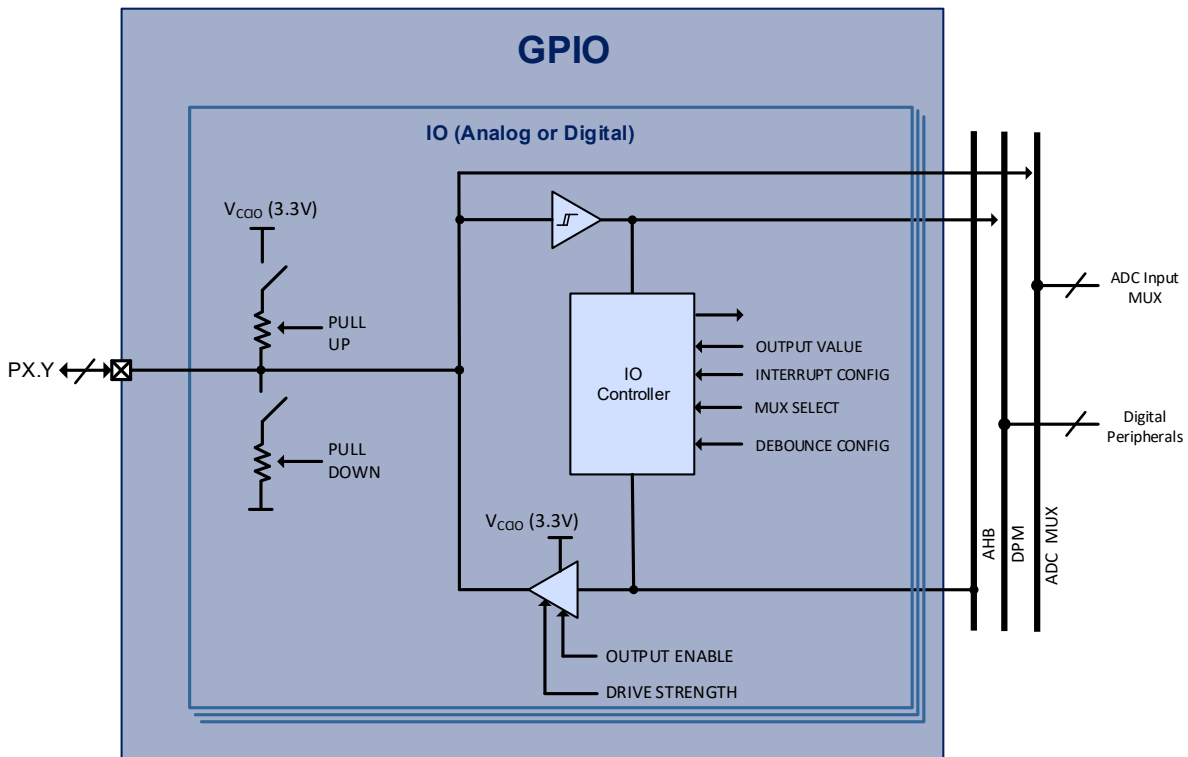 GPIO
IO (Analog or Digital)
VCCIO (3.3V)
PULL
UP
PX.Y
PULL
DOWN
IO
Controller
OUTPUT VALUE
INTERRUPT CONFIG
MUX SELECT
DEBOUNCE CONFIG
VCCIO (3.3V)
OUTPUT ENABLE
DRIVE STRENGTH
AHB
DPM
ADC MUX
ADC Input
MUX
Digital
Peripherals